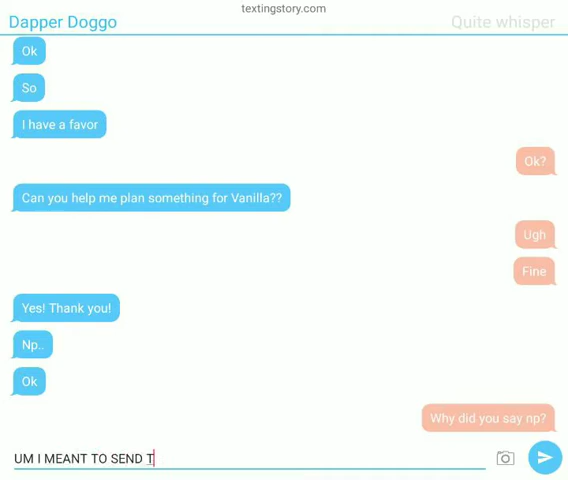 textingstory.com
Dapper Doggo
Quite whisper
Ok
So
I have a favor
Ok?
Can you help me plan something for Vanilla??
Ugh
Fine
Yes! Thank you!
Np..
Ok
Why did you say np?
UM I MEANT TO SEND T